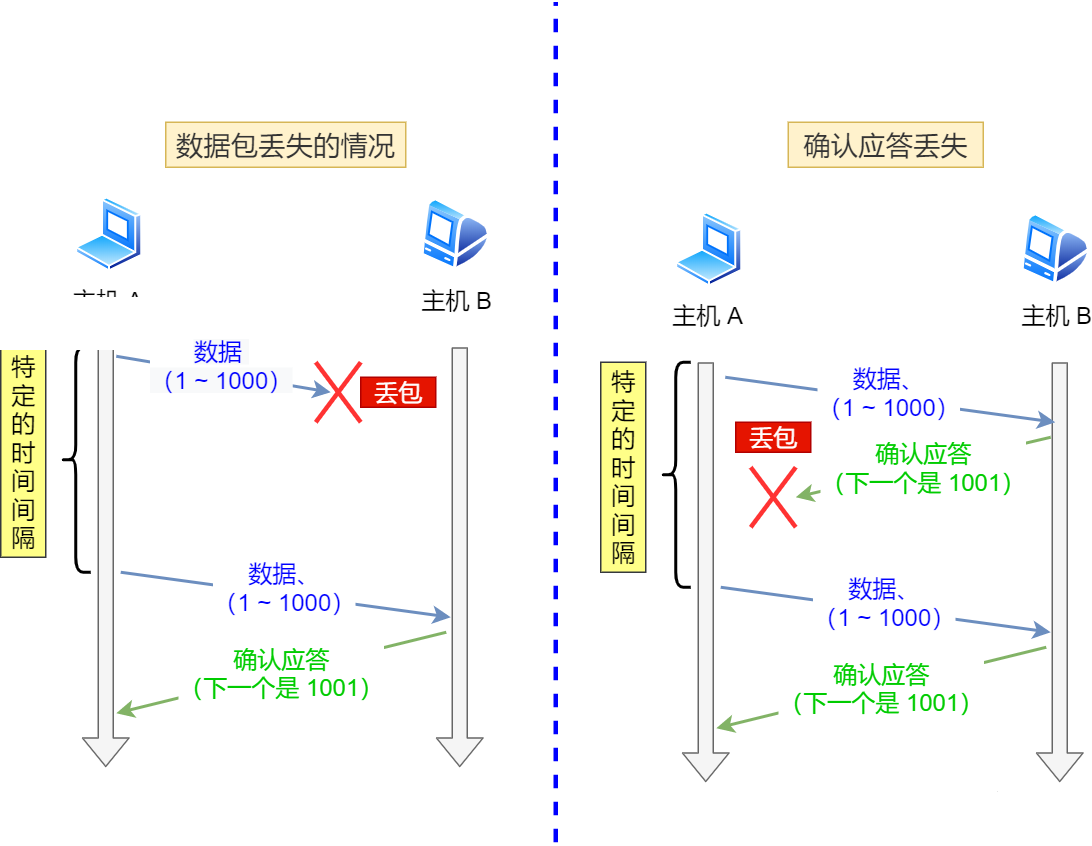 数据包丢失的情况
主机 B
特定的时间间隔
数据
（1 ~ 1000）
丢包
数据、
（1 ~ 1000）
确认应答
（下一个是 1001）
确认应答丢失
主机 A
主机 B
特定的时间间隔
数据、
（1 ~ 1000）
丢包
确认应答
（下一个是 1001）
数据、
（1 ~ 1000）
确认应答
（下一个是 1001）